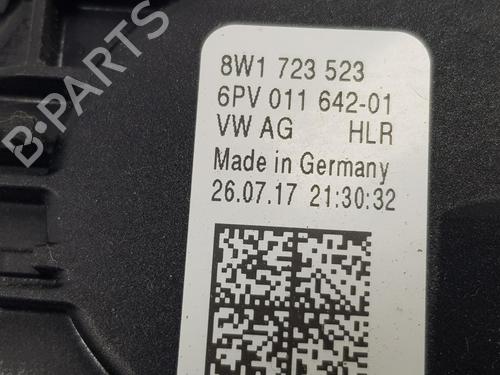 B-PARTS
8W1 723 523
6PV 011 642-01
VW AG HLR
Made in Germany
26.07.17 21:30:32